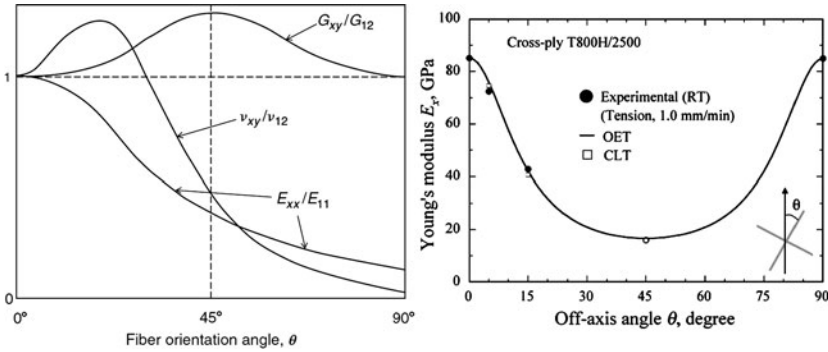 G_xy/G_12
1
ν_xy/ν_12
E_xx/E_11
0
0° 45° 90°
Fiber orientation angle, θ
Cross-ply T800H/2500
Experimental (RT)
(Tension, 1.0 mm/min)
OET
CLT
θ
Young's modulus E_x, GPa
100
80
60
40
20
0
0 15 30 45 60 75 90
Off-axis angle θ, degree